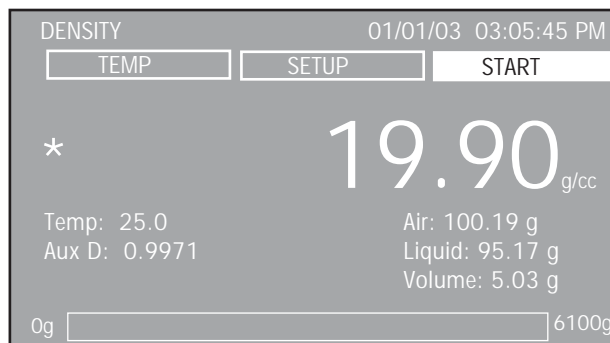 DENSITY 01/01/03 03:05:45 PM
TEMP SETUP START
* 19.90 g/cc
Temp: 25.0 Air: 100.19 g
Aux D: 0.9971 Liquid: 95.17 g
Volume: 5.03 g
0g 6100g